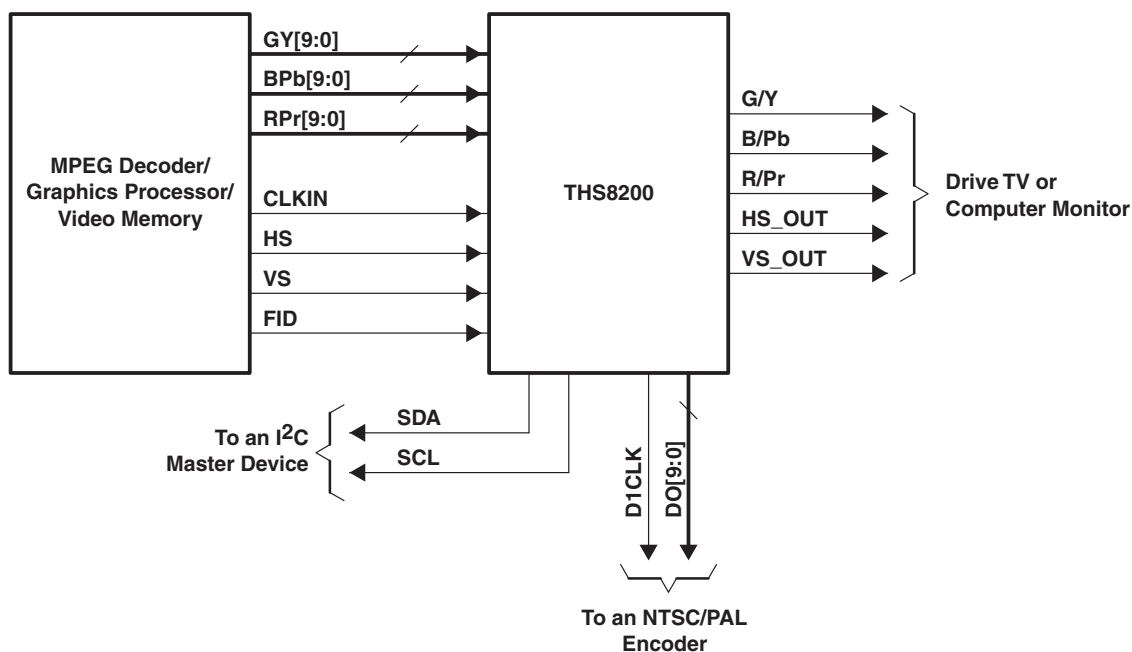 GY[9:0]
BPb[9:0]
RPr[9:0]
MPEG Decoder/
Graphics Processor/
Video Memory
CLKIN
HS
VS
FID
THS8200
G/Y
B/Pb
R/Pr
HS_OUT
VS_OUT
Drive TV or
Computer Monitor
SDA
SCL
To an I2C
Master Device
D1CLK
DO[9:0]
To an NTSC/PAL
Encoder